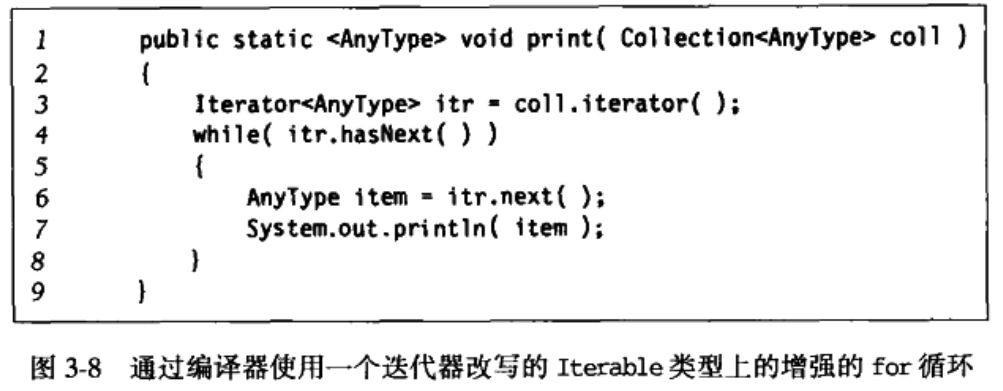 1 public static <AnyType> void print( Collection<AnyType> coll )
2 {
3 Iterator<AnyType> itr = coll.iterator( );
4 while( itr.hasNext( ) )
5 {
6 AnyType item = itr.next( );
7 System.out.println( item );
8 }
9 }
图 3-8 通过编译器使用一个迭代器改写的 Iterable 类型上的增强的 for 循环